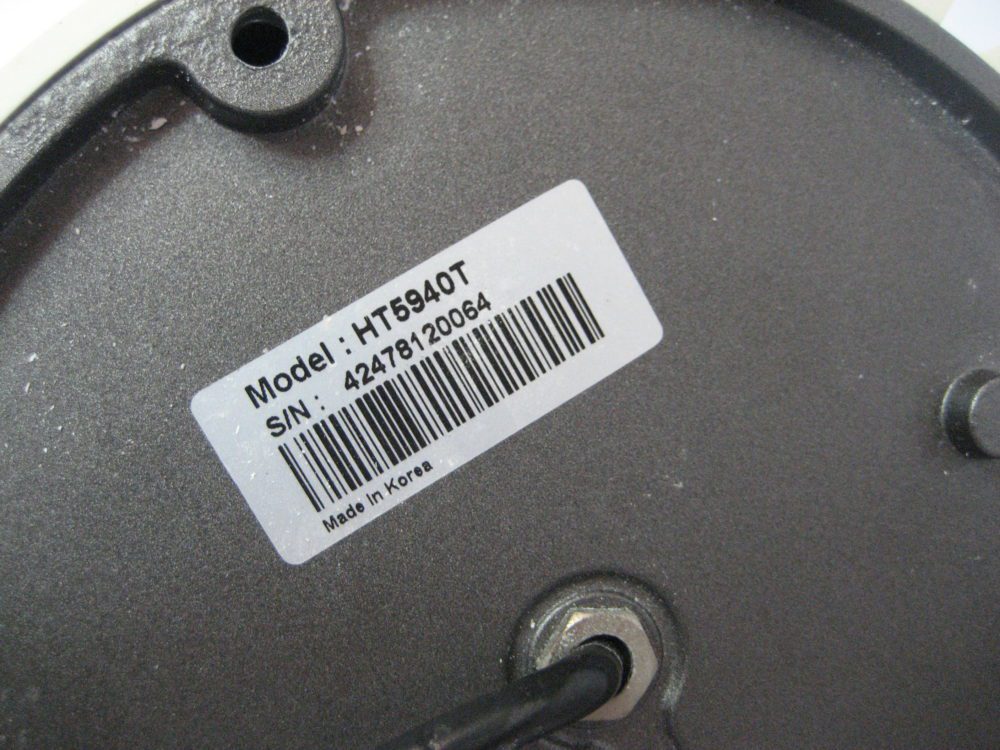 Model : HT5940T
S/N : 42478120064
Made In Korea